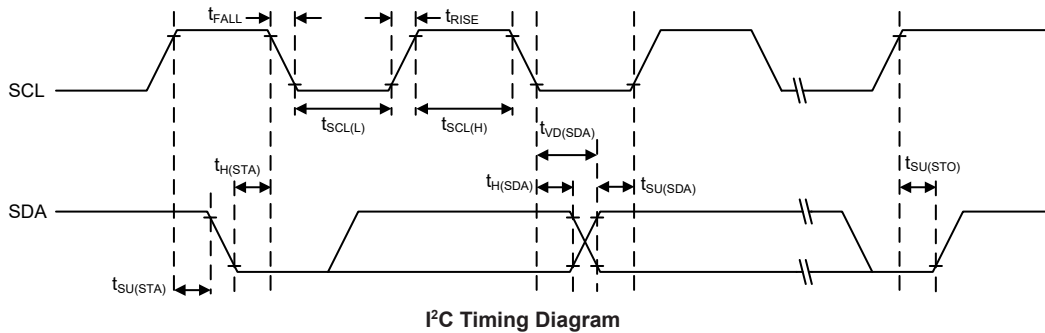 tFALL
tRISE
SCL
tSCL(L)
tSCL(H)
tVD(SDA)
tH(STA)
tH(SDA)
tSU(SDA)
tSU(STO)
SDA
tSU(STA)
I²C Timing Diagram